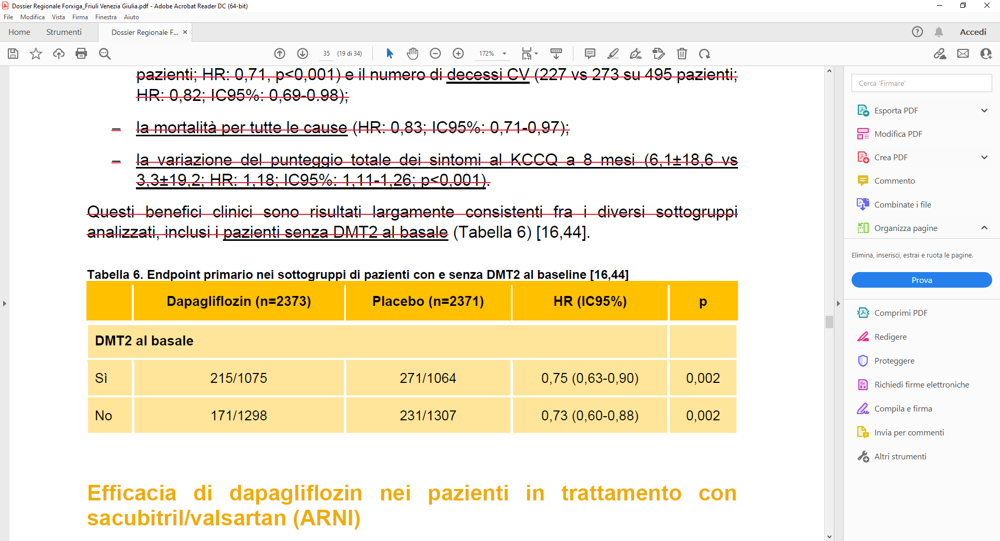 Dossier Regionale Forxiga_Friuli Venezia Giulia.pdf - Adobe Acrobat Reader DC (64-bit)
File Modifica Vista Firma Finestra Aiuto
Home Strumenti Dossier Regionale F... × Accedi
35 (19 di 34) 172%
pazienti; HR: 0,71, p<0,001) e il numero di decessi CV (227 vs 273 su 495 pazienti;
HR: 0,82; IC95%: 0,69-0.98);
– la mortalità per tutte le cause (HR: 0,83; IC95%: 0,71-0,97);
– la variazione del punteggio totale dei sintomi al KCCQ a 8 mesi (6,1±18,6 vs
3,3±19,2; HR: 1,18; IC95%: 1,11-1,26; p<0,001).
Questi benefici clinici sono risultati largamente consistenti fra i diversi sottogruppi
analizzati, inclusi i pazienti senza DMT2 al basale (Tabella 6) [16,44].
Tabella 6. Endpoint primario nei sottogruppi di pazienti con e senza DMT2 al baseline [16,44]
Dapagliflozin (n=2373) Placebo (n=2371) HR (IC95%) p
DMT2 al basale
Sì 215/1075 271/1064 0,75 (0,63-0,90) 0,002
No 171/1298 231/1307 0,73 (0,60-0,88) 0,002
Efficacia di dapagliflozin nei pazienti in trattamento con
sacubitril/valsartan (ARNI)
Cerca 'Firmare'
Esporta PDF
Modifica PDF
Crea PDF
Commento
Combinate i file
Organizza pagine
Elimina, inserisci, estrai e ruota le pagine.
Prova
Comprimi PDF
Redigere
Proteggere
Richiedi firme elettroniche
Compila e firma
Invia per commenti
Altri strumenti